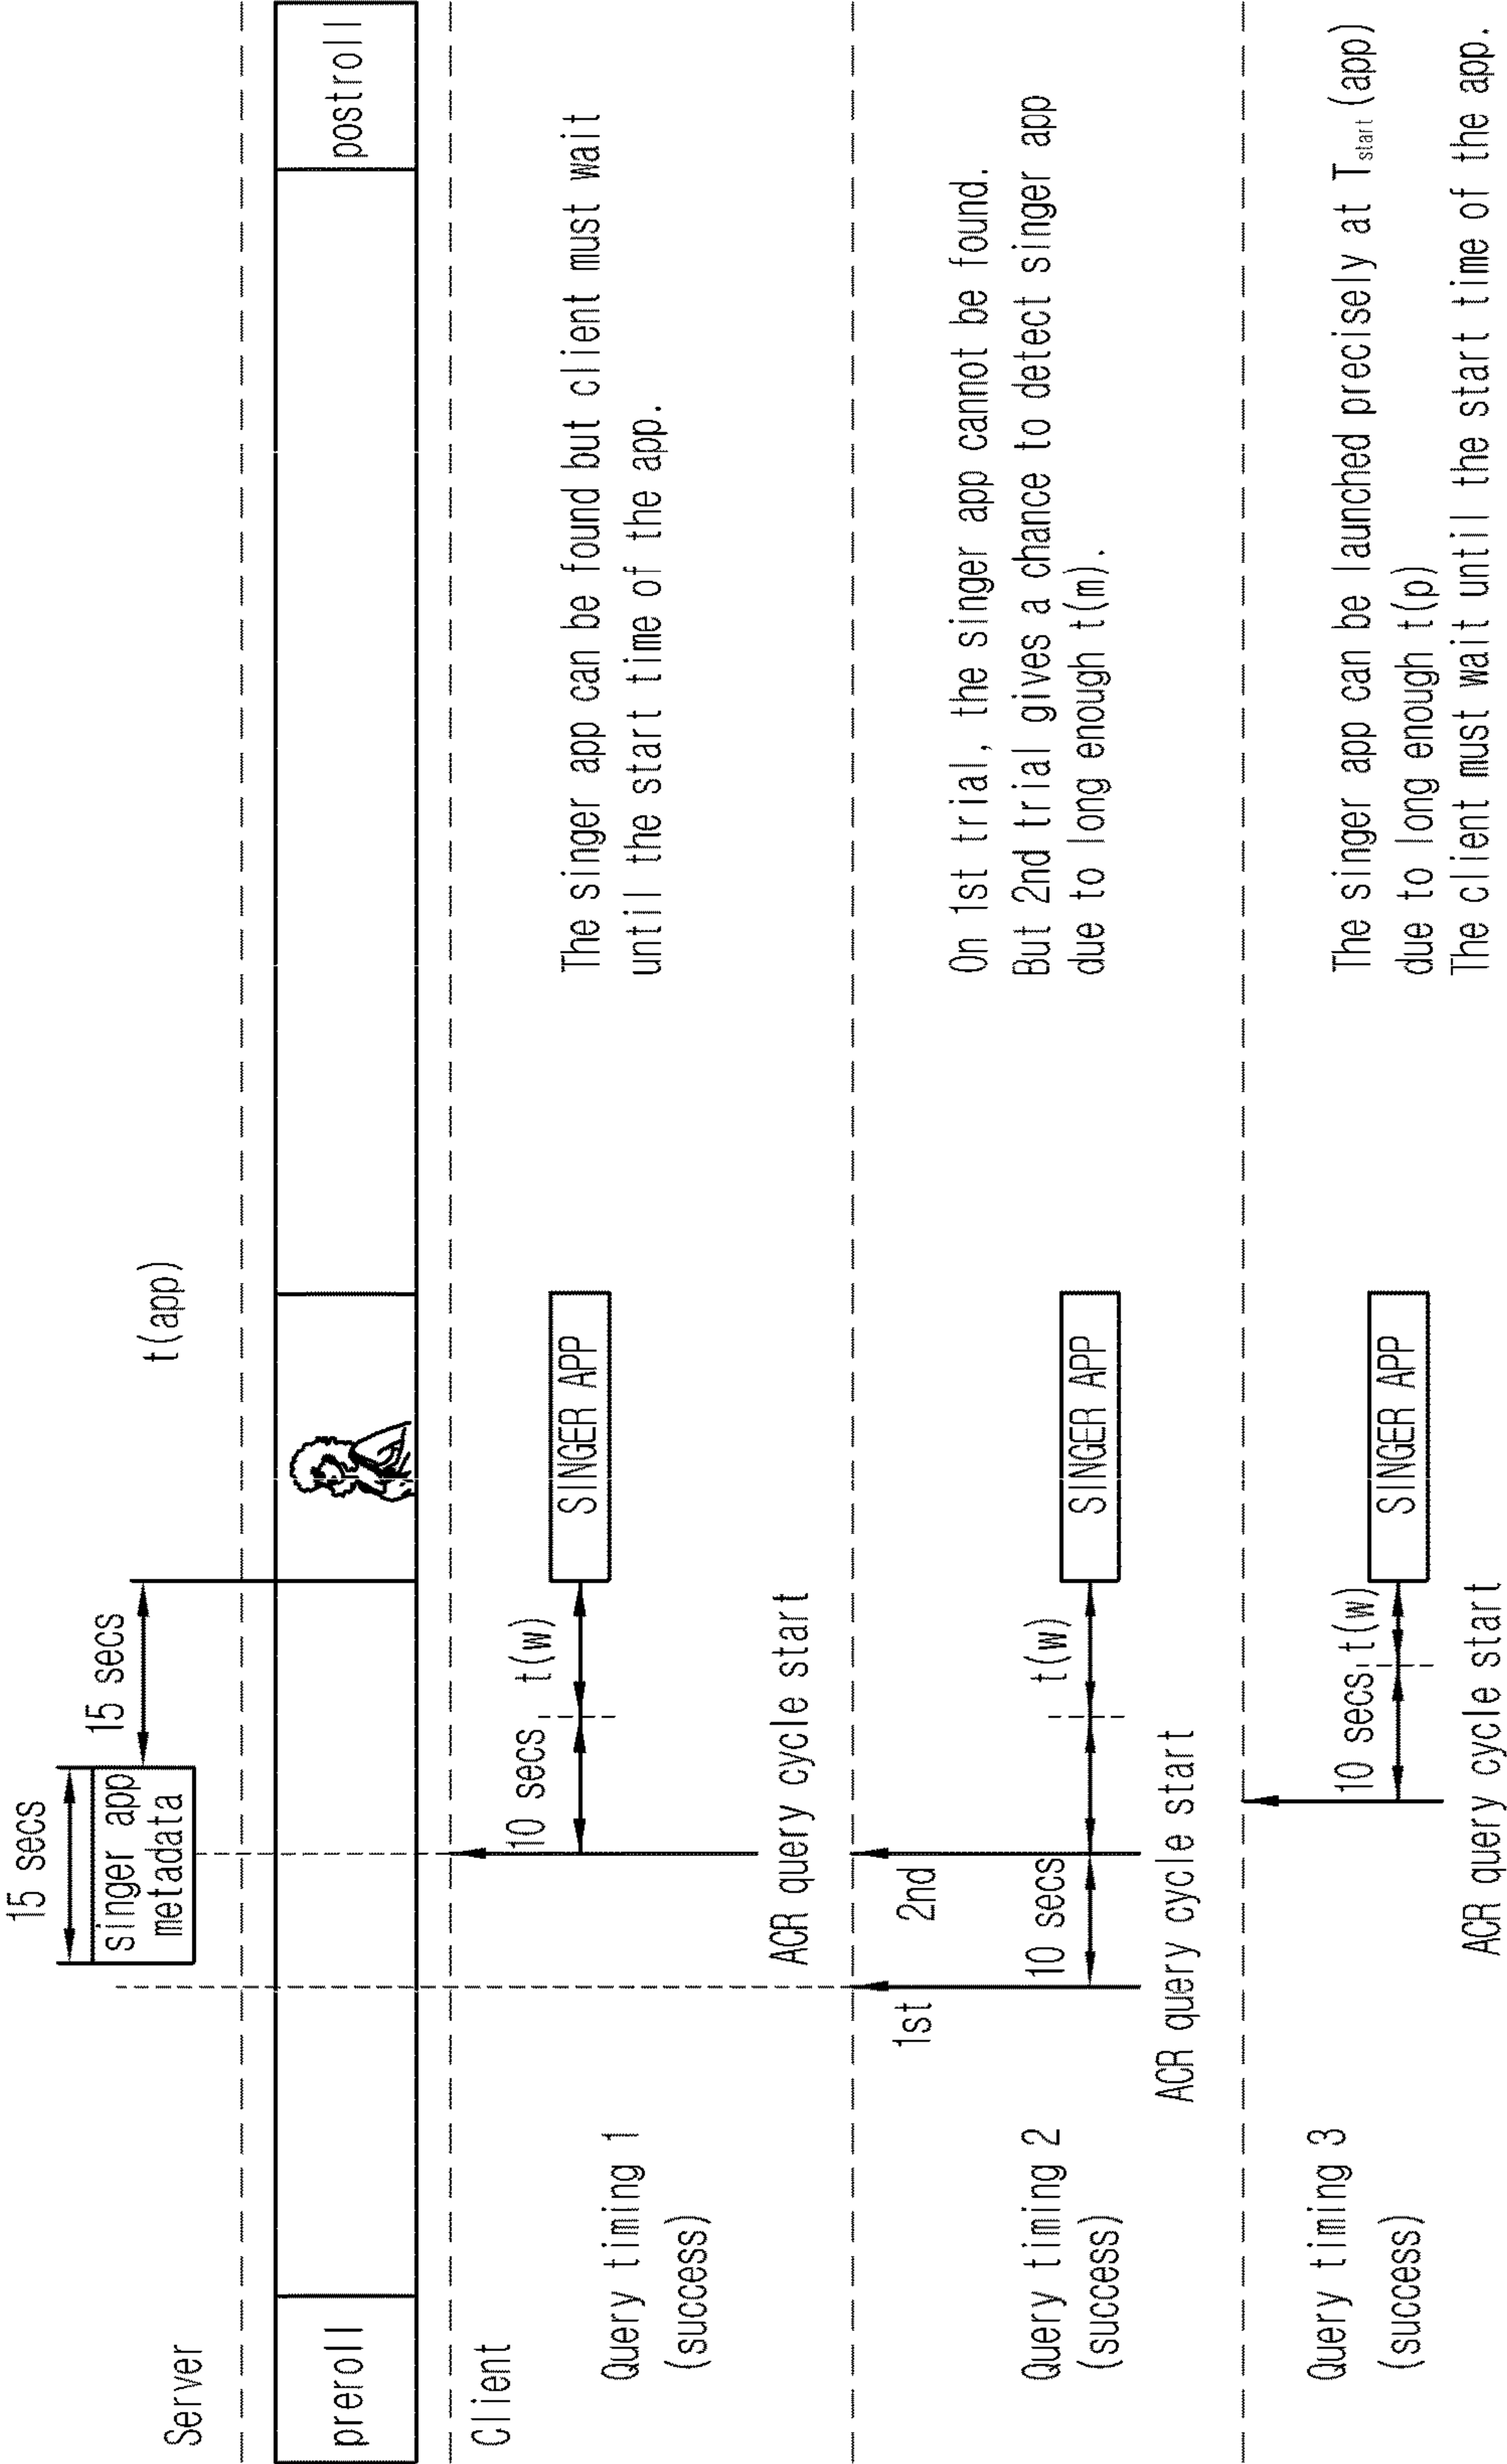 15 secs
15 secs
t(app)
Server
singer app
metadata
preroll
postroll
Client
Query timing 1
(success)
10 secs
t(w)
SINGER APP
ACR query cycle start
The singer app can be found but client must wait
until the start time of the app.
Query timing 2
(success)
1st
2nd
10 secs
t(w)
SINGER APP
ACR query cycle start
On 1st trial, the singer app cannot be found.
But 2nd trial gives a chance to detect singer app
due to long enough t(m).
Query timing 3
(success)
10 secs
t(w)
SINGER APP
ACR query cycle start
The singer app can be launched precisely at Tstart (app)
due to long enough t(p)
The client must wait until the start time of the app.